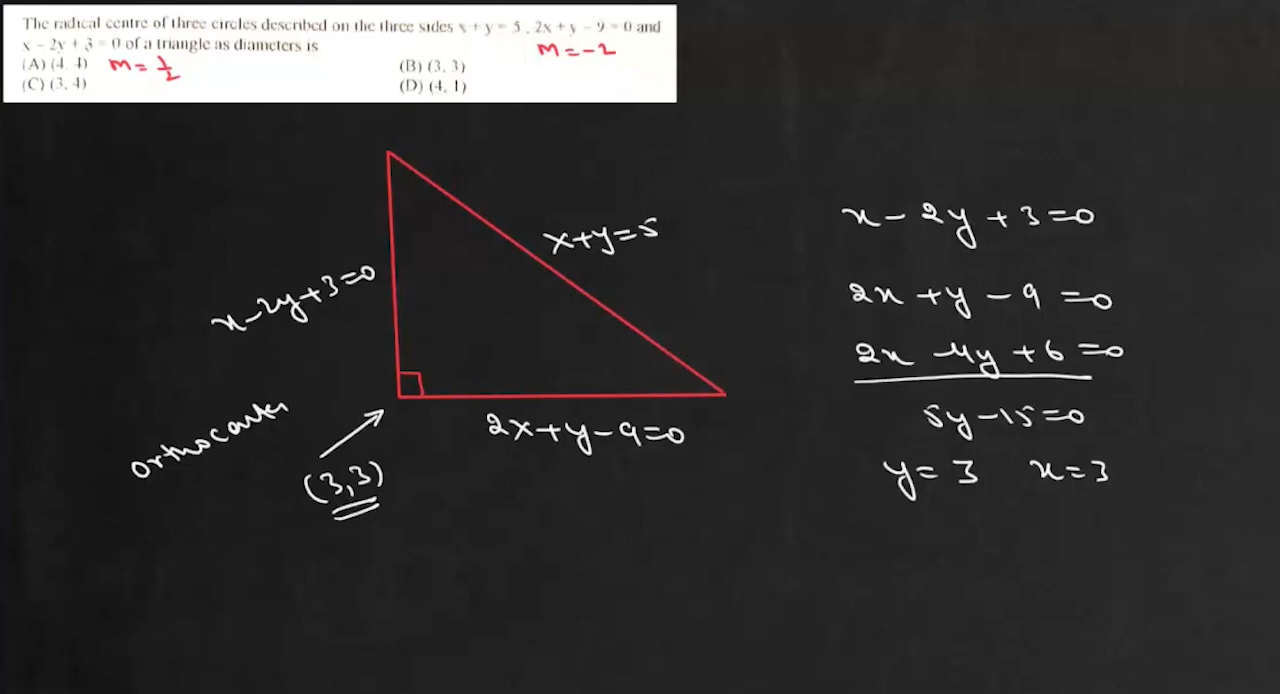 The radical centre of three circles described on the three sides x + y = 5 , 2x + y - 9 = 0 and
x - 2y + 3 = 0 of a triangle as diameters is
m = -2
(A) (4, 4) m = 1/2 (B) (3, 3)
(C) (3, 4) (D) (4, 1)
x+y=5
x-2y+3=0
2x+y-9=0
orthocenter
(3,3)
x-2y+3=0
2x+y-9=0
2x-4y+6=0
5y-15=0
y=3 x=3